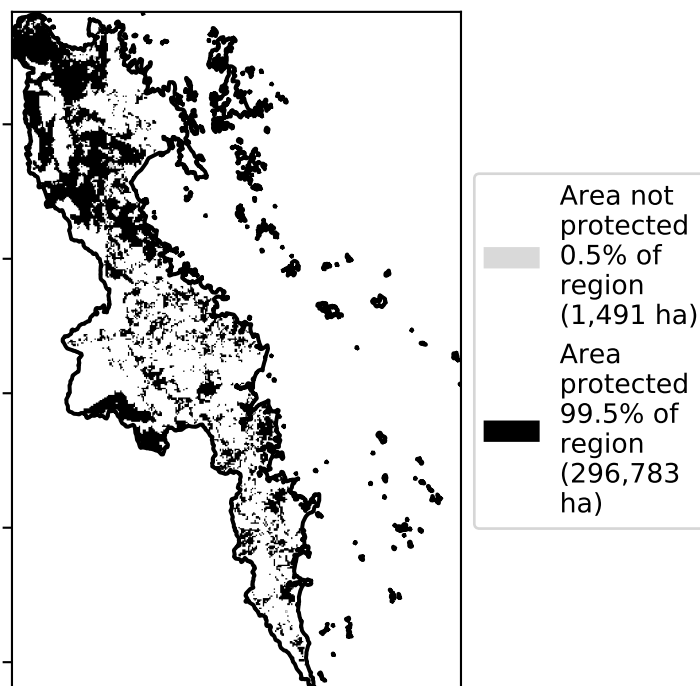 Area not
protected
0.5% of
region
(1,491 ha)
Area
protected
99.5% of
region
(296,783
ha)